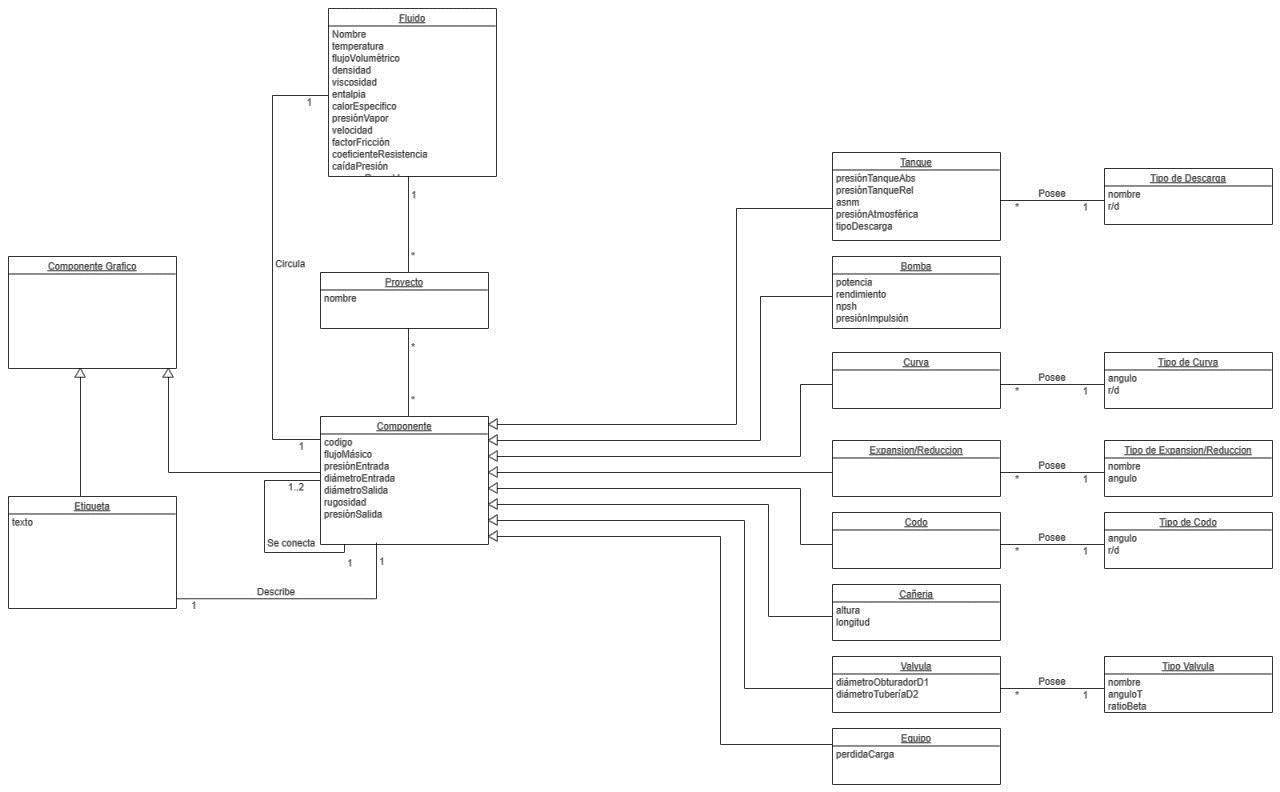 Fluido
Nombre
temperatura
flujoVolumétrico
densidad
viscosidad
entalpia
calorEspecifico
presiónVapor
velocidad
factorFricción
coeficienteResistencia
caídaPresión
1
1
*
Circula
Proyecto
nombre
*
*
Componente Grafico
Componente
codigo
flujoMásico
presiónEntrada
diámetroEntrada
diámetroSalida
rugosidad
presiónSalida
1
1..2
Se conecta
1
1
Etiqueta
texto
Describe
1
Tanque
presiónTanqueAbs
presiónTanqueRel
asnm
presiónAtmosférica
tipoDescarga
Posee
*
1
Tipo de Descarga
nombre
r/d
Bomba
potencia
rendimiento
npsh
presiónImpulsión
Curva
Posee
*
1
Tipo de Curva
angulo
r/d
Expansion/Reduccion
Posee
*
1
Tipo de Expansion/Reduccion
nombre
angulo
Codo
Posee
*
1
Tipo de Codo
angulo
r/d
Cañeria
altura
longitud
Valvula
diámetroObturadorD1
diámetroTuberíaD2
Posee
*
1
Tipo Valvula
nombre
anguloT
ratioBeta
Equipo
perdidaCarga